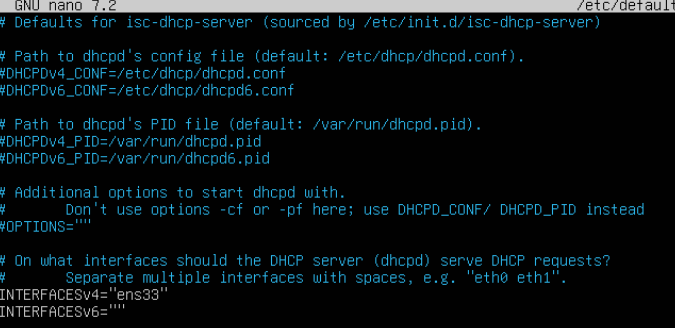 GNU nano 7.2 /etc/default
# Defaults for isc-dhcp-server (sourced by /etc/init.d/isc-dhcp-server)
# Path to dhcpd's config file (default: /etc/dhcp/dhcpd.conf).
#DHCPDv4_CONF=/etc/dhcp/dhcpd.conf
#DHCPDv6_CONF=/etc/dhcp/dhcpd6.conf
# Path to dhcpd's PID file (default: /var/run/dhcpd.pid).
#DHCPDv4_PID=/var/run/dhcpd.pid
#DHCPDv6_PID=/var/run/dhcpd6.pid
# Additional options to start dhcpd with.
#       Don't use options -cf or -pf here; use DHCPD_CONF/ DHCPD_PID instead
#OPTIONS=""
# On what interfaces should the DHCP server (dhcpd) serve DHCP requests?
#       Separate multiple interfaces with spaces, e.g. "eth0 eth1".
INTERFACESv4="ens33"
INTERFACESv6=""